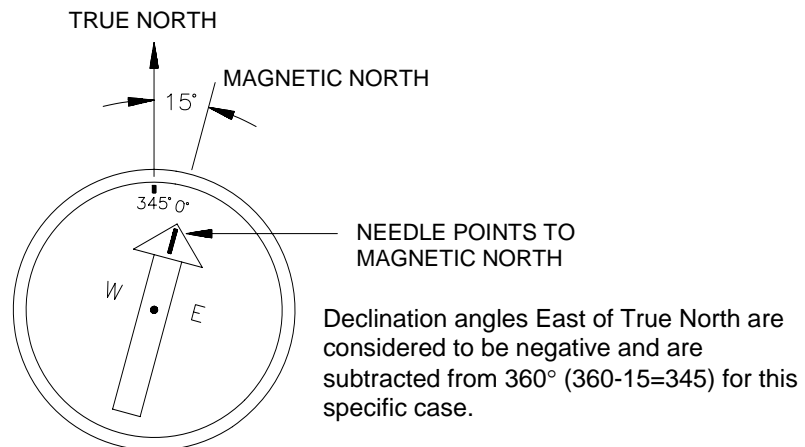 TRUE NORTH
MAGNETIC NORTH
15°
345° 0°
NEEDLE POINTS TO
MAGNETIC NORTH
W
E
Declination angles East of True North are
considered to be negative and are
subtracted from 360° (360-15=345) for this
specific case.